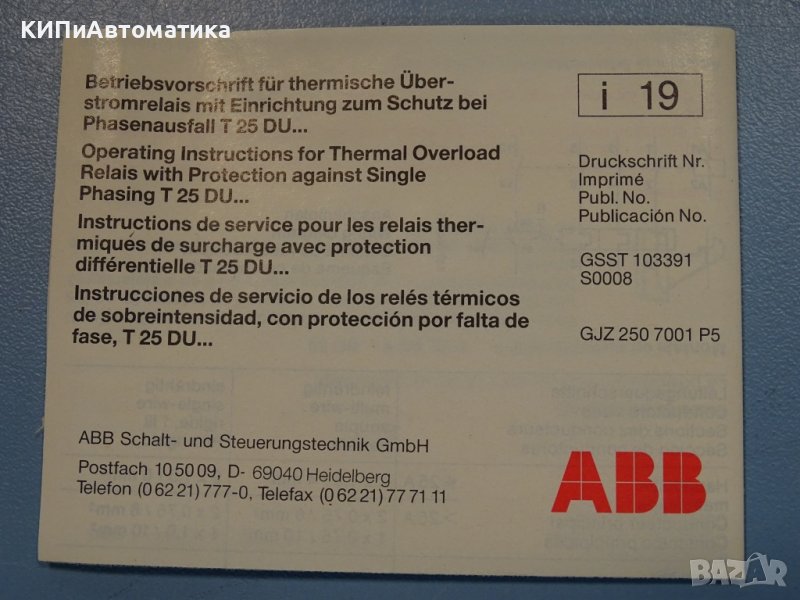 КИПиАвтоматика
Betriebsvorschrift für thermische Über-
stromrelais mit Einrichtung zum Schutz bei
Phasenausfall T 25 DU...
Operating Instructions for Thermal Overload
Relais with Protection against Single
Phasing T 25 DU...
Instructions de service pour les relais ther-
miques de surcharge avec protection
différentielle T 25 DU...
Instrucciones de servicio de los relés térmicos
de sobreintensidad, con protección por falta de
fase, T 25 DU...
i 19
Druckschrift Nr.
Imprimé
Publ. No.
Publicación No.
GSST 103391
S0008
GJZ 250 7001 P5
ABB Schalt- und Steuerungstechnik GmbH
Postfach 10 50 09, D- 69040 Heidelberg
Telefon (0 62 21) 777-0, Telefax (0 62 21) 77 71 11
ABB
BAZAR